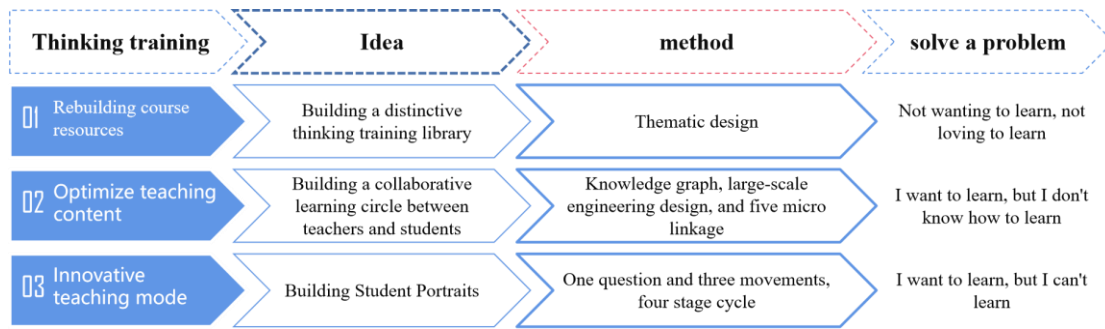 Thinking training
Idea
method
solve a problem
01
Rebuilding course
resources
Building a distinctive
thinking training library
Thematic design
Not wanting to learn, not
loving to learn
02
Optimize teaching
content
Building a collaborative
learning circle between
teachers and students
Knowledge graph, large-scale
engineering design, and five micro
linkage
I want to learn, but I don't
know how to learn
03
Innovative
teaching mode
Building Student Portraits
One question and three movements,
four stage cycle
I want to learn, but I can't
learn